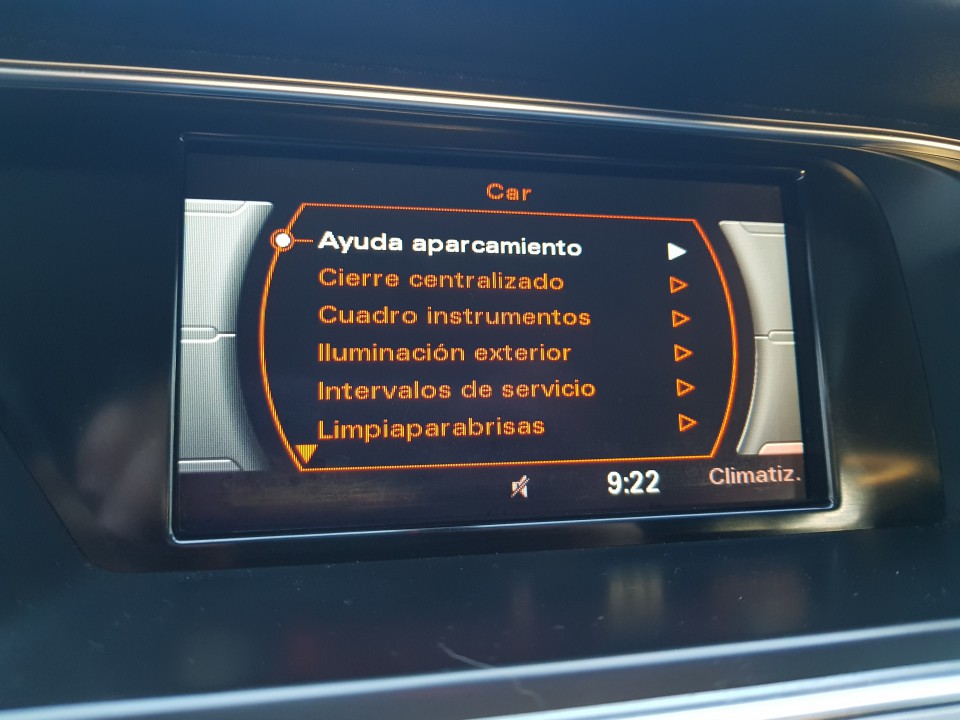 Car
Ayuda aparcamiento
Cierre centralizado
Cuadro instrumentos
Iluminación exterior
Intervalos de servicio
Limpiaparabrisas
9:22 Climatiz.